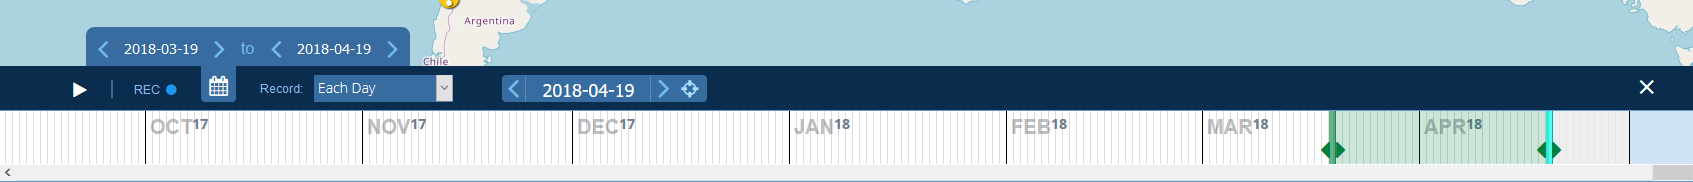 Argentina
2018-03-19 to 2018-04-19
Chile
REC Record: Each Day 2018-04-19
OCT17 NOV17 DEC17 JAN18 FEB18 MAR18 APR18